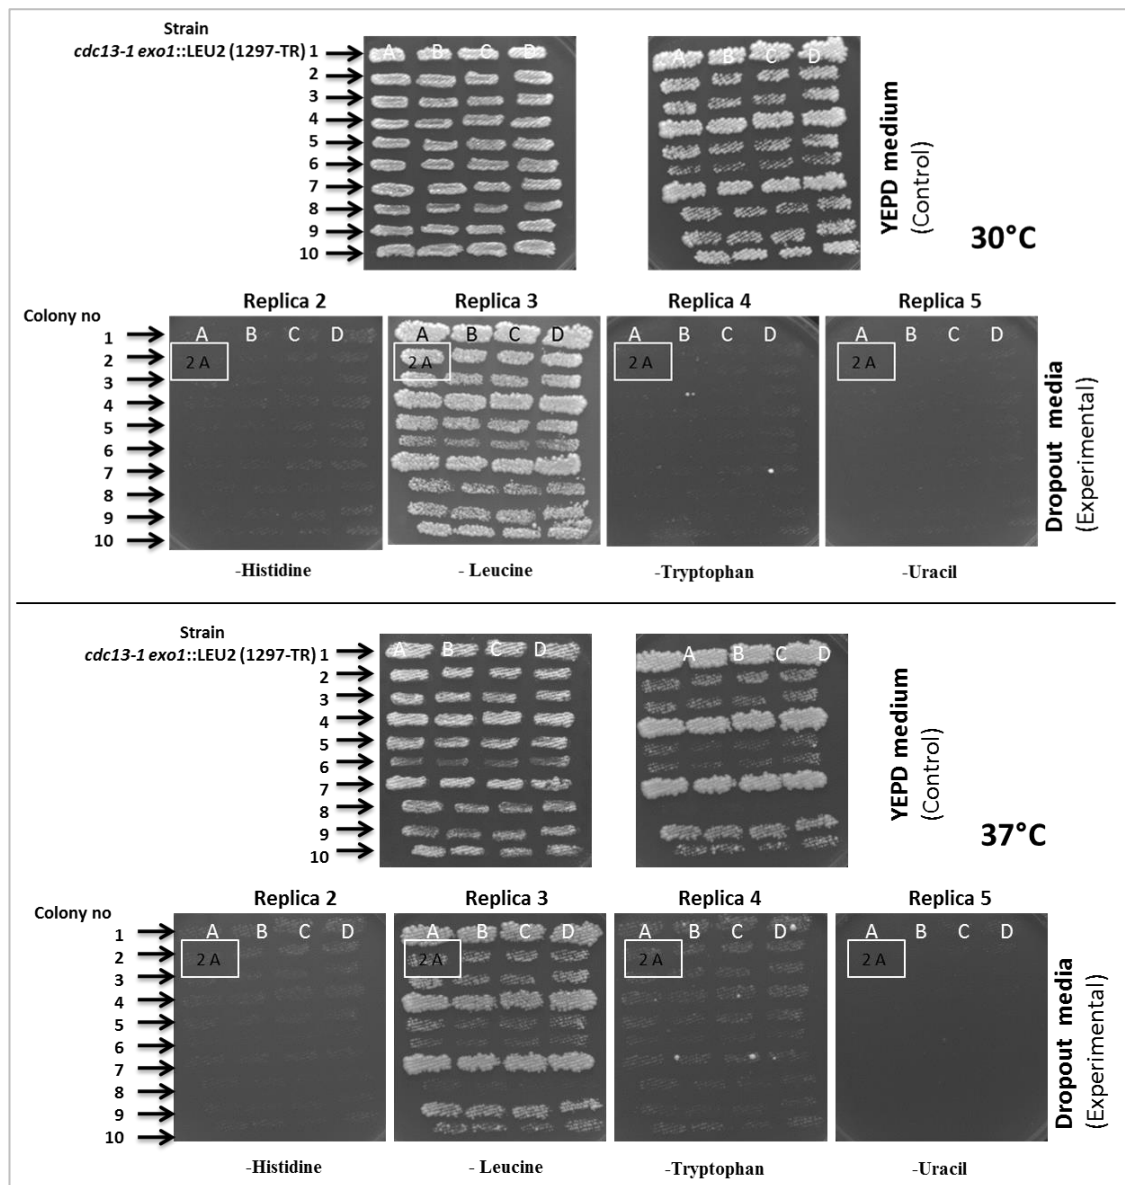 Strain
cdc13-1 exo1::LEU2 (1297-TR) 1
2
3
4
5
6
7
8
9
10
A B C D
A B C D
YEPD medium
(Control)
30°C
Colony no
1
2
3
4
5
6
7
8
9
10
Replica 2
Replica 3
Replica 4
Replica 5
A B C D
2 A
A B C D
2 A
A B C D
2 A
A B C D
2 A
Dropout media
(Experimental)
-Histidine
- Leucine
-Tryptophan
-Uracil
Strain
cdc13-1 exo1::LEU2 (1297-TR) 1
2
3
4
5
6
7
8
9
10
A B C D
A B C D
YEPD medium
(Control)
37°C
Colony no
1
2
3
4
5
6
7
8
9
10
Replica 2
Replica 3
Replica 4
Replica 5
A B C D
2 A
A B C D
2 A
A B C D
2 A
A B C D
2 A
Dropout media
(Experimental)
-Histidine
- Leucine
-Tryptophan
-Uracil